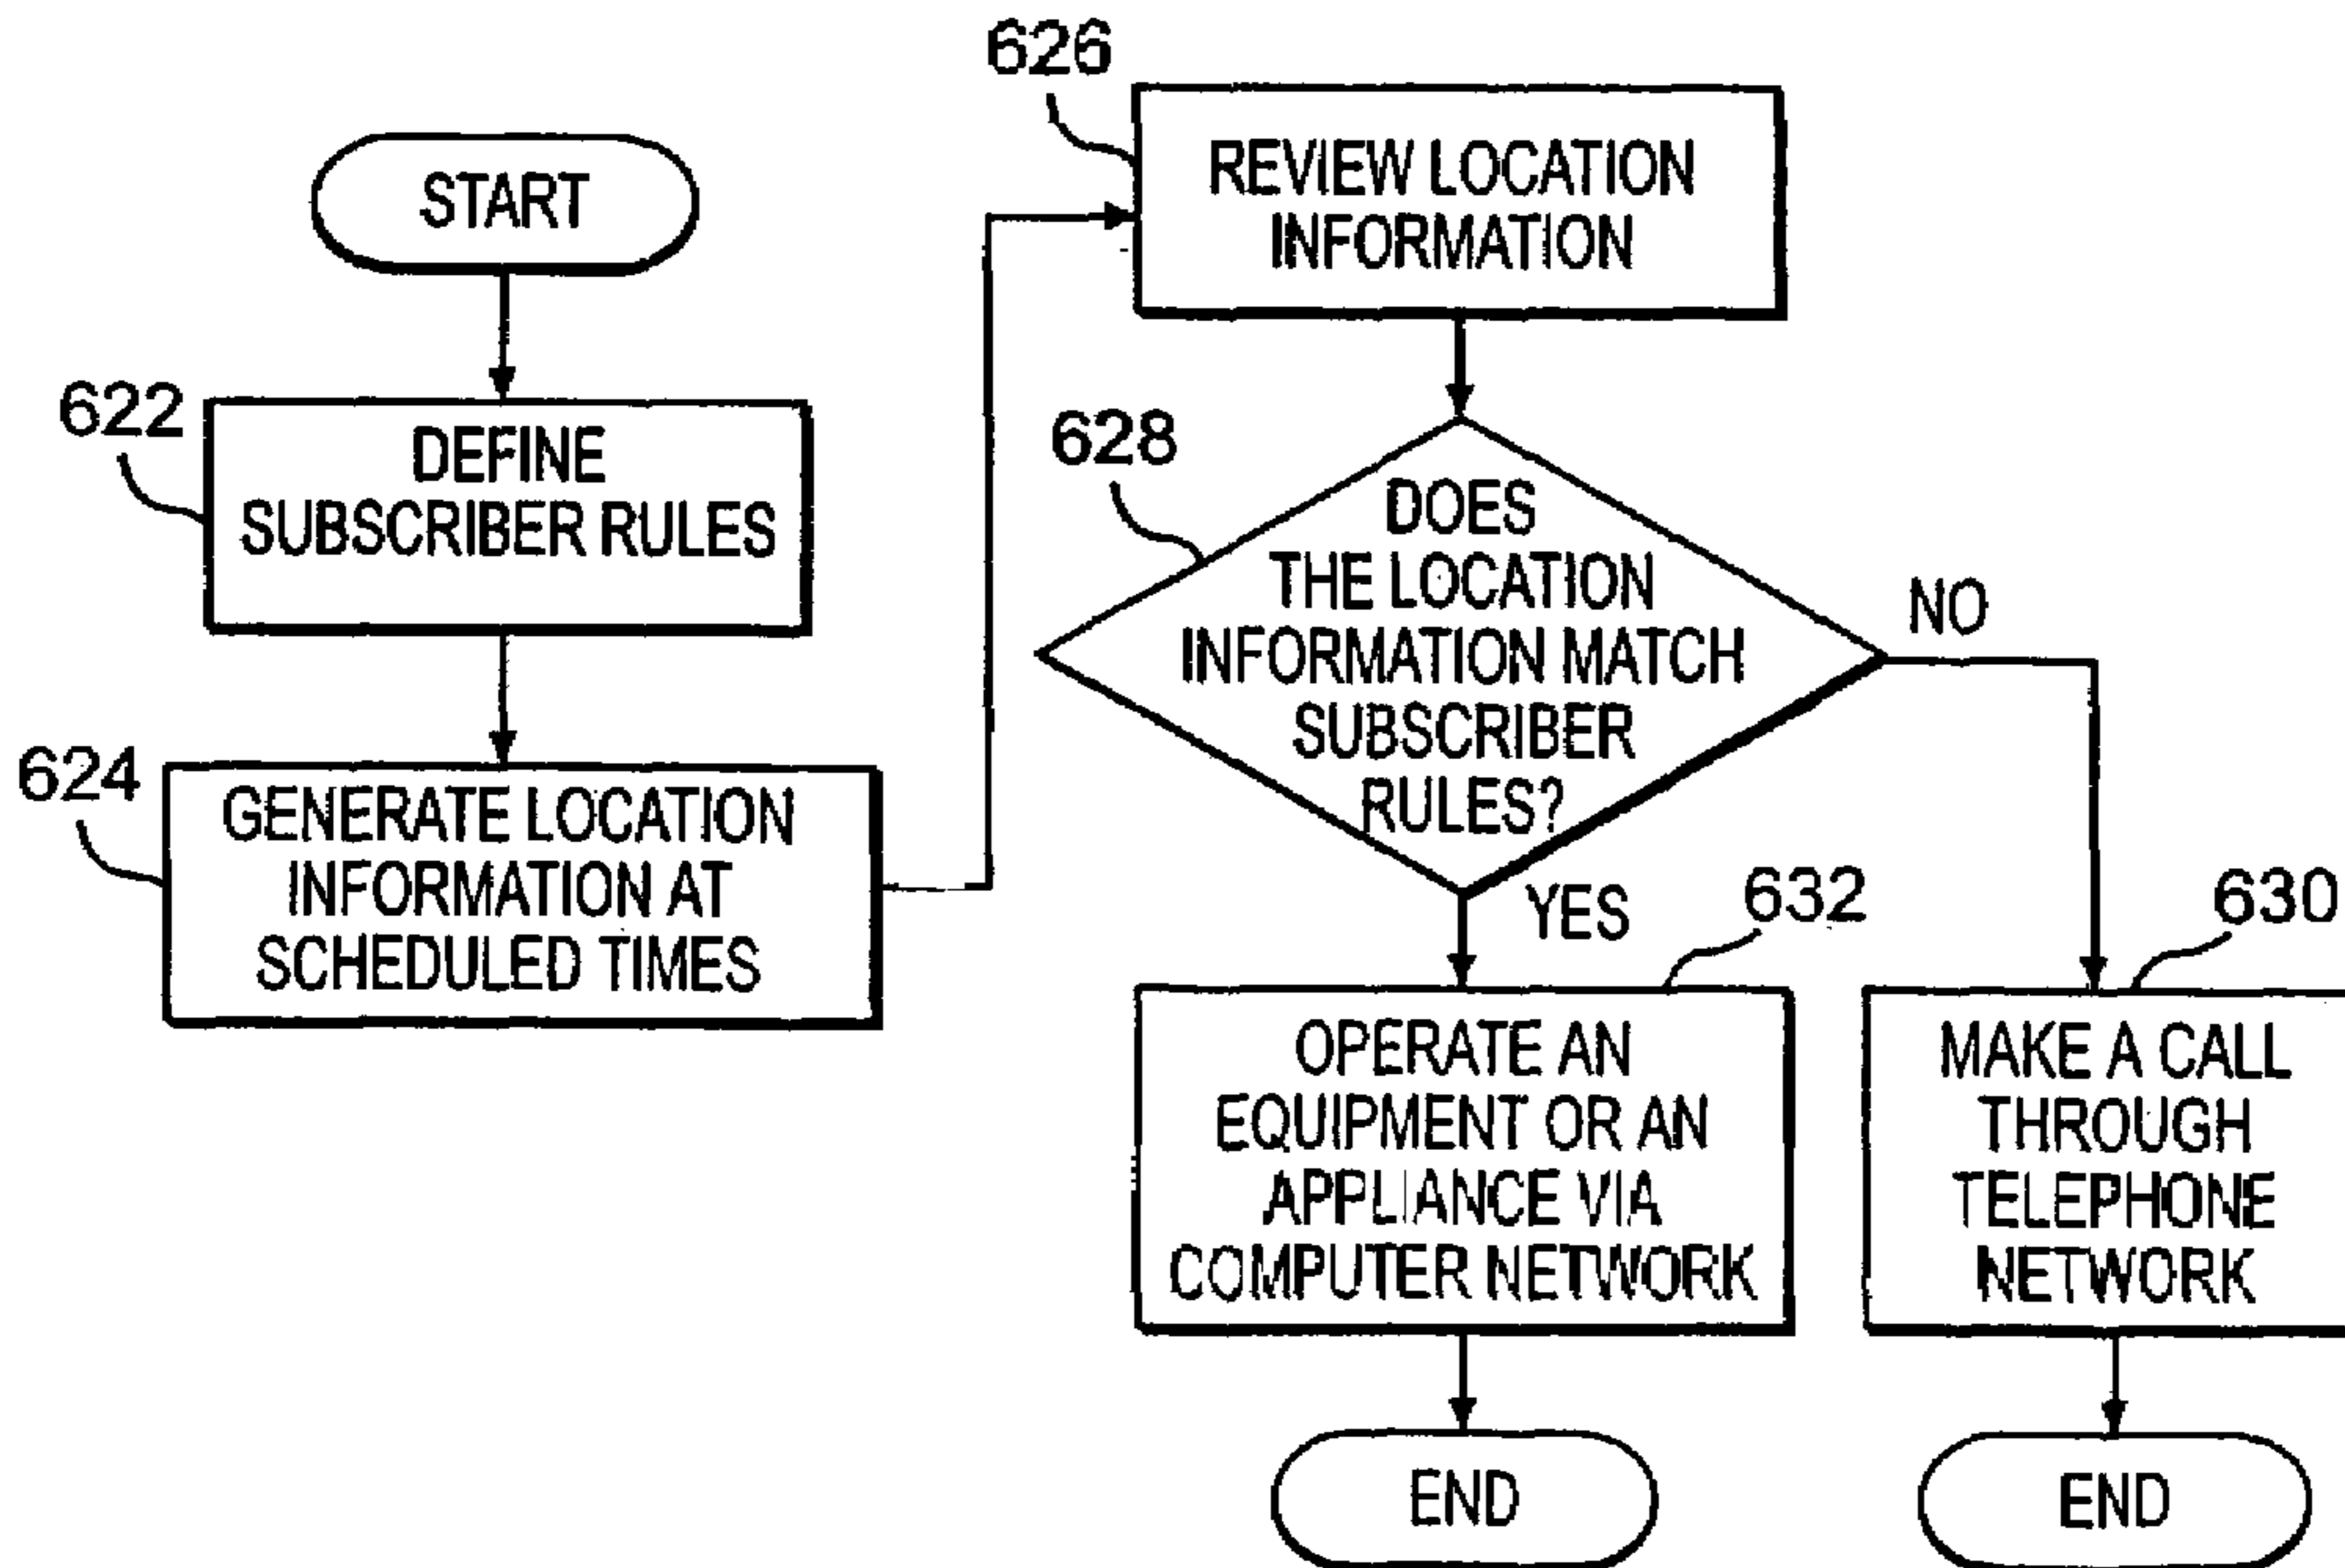 START
622
DEFINE
SUBSCRIBER RULES
624
GENERATE LOCATION
INFORMATION AT
SCHEDULED TIMES
626
REVIEW LOCATION
INFORMATION
628
DOES
THE LOCATION
INFORMATION MATCH
SUBSCRIBER
RULES?
NO
YES
632
OPERATE AN
EQUIPMENT OR AN
APPLIANCE VIA
COMPUTER NETWORK
END
630
MAKE A CALL
THROUGH
TELEPHONE
NETWORK
END